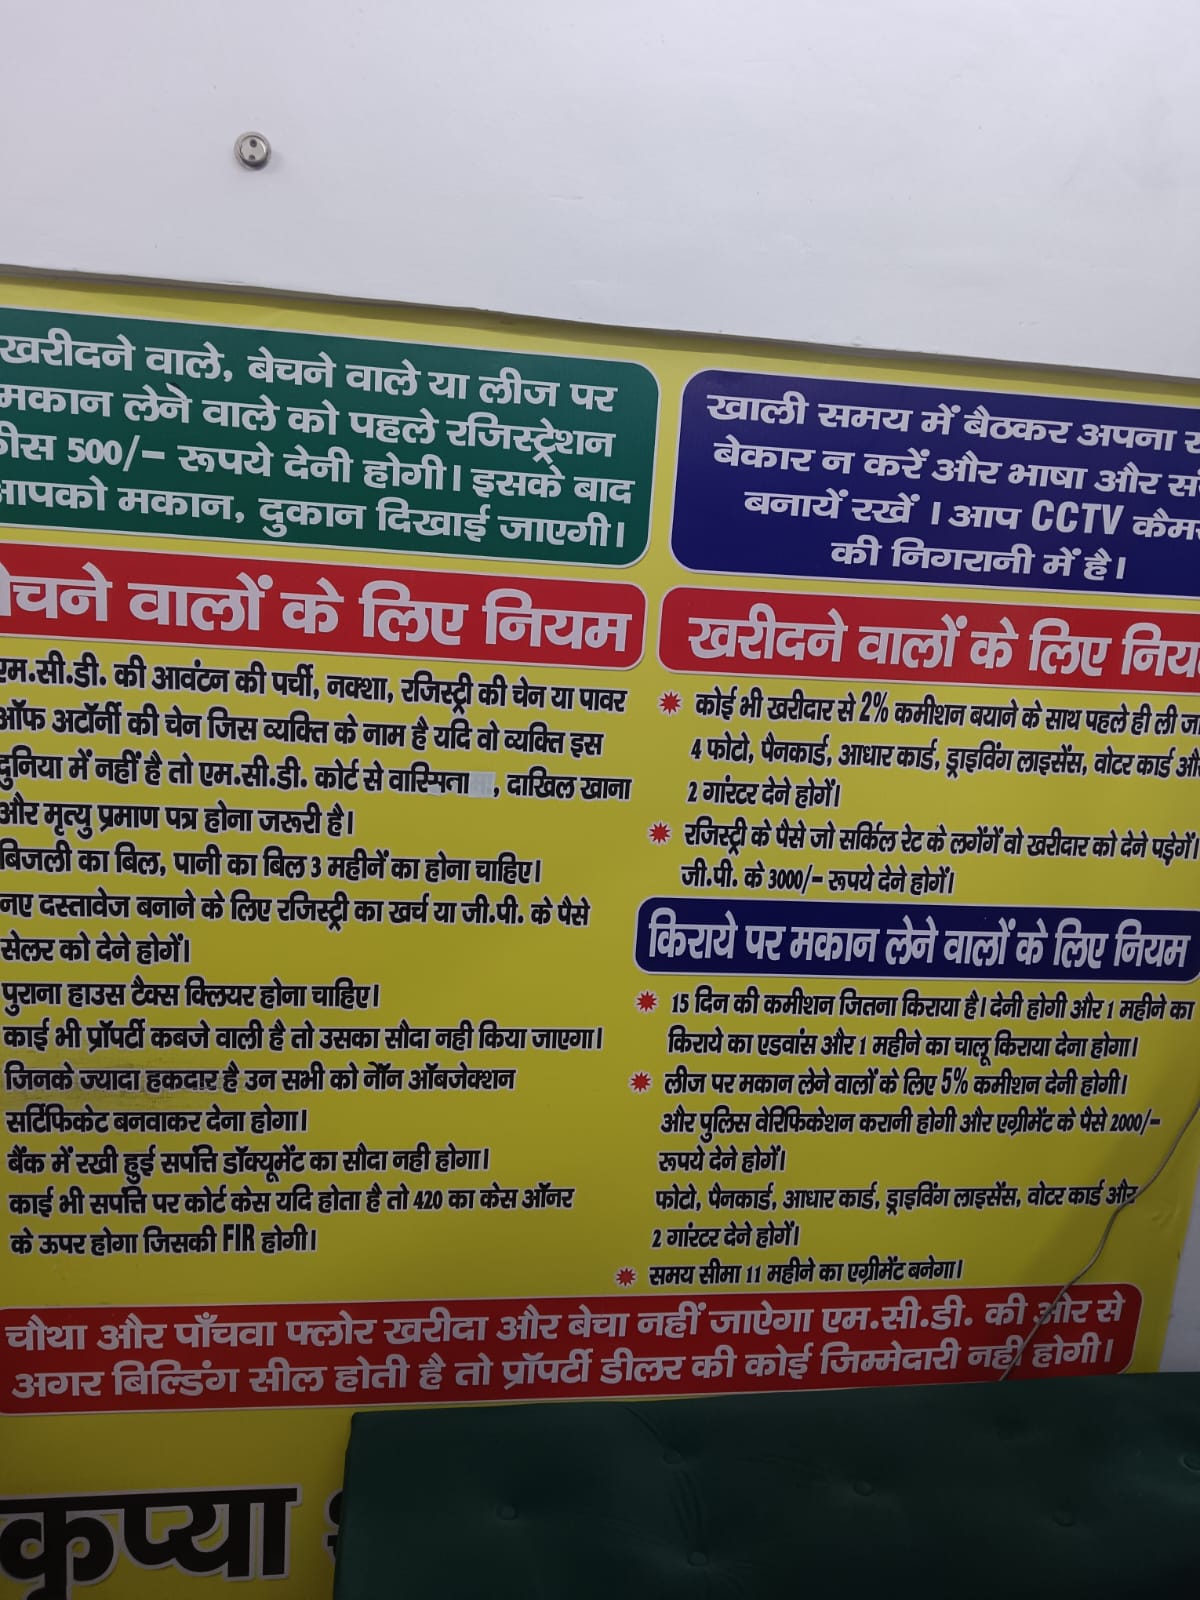 खरीदने वाले, बेचने वाले या लीज पर
मकान लेने वाले को पहले रजिस्ट्रेशन
फीस 500/- रूपये देनी होगी। इसके बाद
आपको मकान, दुकान दिखाई जाएगी।
खाली समय में बैठकर अपना
बेकार न करें और भाषा और
बनायें रखें । आप CCTV
की निगरानी में है।
बेचने वालों के लिए नियम
एम.सी.डी. की आवंटन की पर्ची, नक्शा, रजिस्ट्री की चेन या पावर
ऑफ अटॉर्नी की चेन जिस व्यक्ति के नाम है यदि वो व्यक्ति इस
दुनिया में नहीं है तो एम.सी.डी. कोर्ट से , दाखिल खाना
और मृत्यु प्रमाण पत्र होना जरूरी है।
बिजली का बिल, पानी का बिल 3 महीनें का होना चाहिए।
नए दस्तावेज बनाने के लिए रजिस्ट्री का खर्च या जी.पी. के पैसे
सेलर को देने होगें।
पुराना हाउस टैक्स क्लियर होना चाहिए।
काई भी प्रॉपर्टी कबजे वाली है तो उसका सौदा नही किया जाएगा।
जिनके ज्यादा हकदार है उन सभी को नॉन ऑबजेक्शन
सर्टिफिकेट बनवाकर देना होगा।
बैंक में रखी हुई सपंत्ति डॉक्यूमेंट का सौदा नही होगा।
काई भी सपंत्ति पर कोर्ट केस यदि होता है तो 420 का केस ऑनर
के ऊपर होगा जिसकी FIR होगी।
खरीदने वालों के लिए
कोई भी खरीदार से 2% कमीशन बयाने के साथ पहले ही ली
4 फोटो, पैनकार्ड, आधार कार्ड, ड्राइविंग लाइसेंस, वोटर कार्ड
2 गांरटर देने होगें।
रजिस्ट्री के पैसे जो सर्किल रेट के लगेंगें वो खरीदार को देने पड़ेगें।
जी.पी. के 3000/- रूपये देने होगें।
किराये पर मकान लेने वालों के लिए नियम
15 दिन की कमीशन जितना किराया है। देनी होगी और 1 महीने का
किराये का एडवांस और 1 महीने का चालू किराया देना होगा।
लीज पर मकान लेने वालों के लिए 5% कमीशन देनी होगी।
और पुलिस वेरिफिकेशन करानी होगी और एग्रीमेंट के पैसे 2000/-
रूपये देने होगें।
फोटो, पैनकार्ड, आधार कार्ड, ड्राइविंग लाइसेंस, वोटर कार्ड और
2 गांरटर देने होगें।
समय सीमा 11 महीने का एग्रीमेंट बनेगा।
चौथा और पाँचवा फ्लोर खरीदा और बेचा नहीं जाऐगा एम.सी.डी. की ओर से
अगर बिल्डिंग सील होती है तो प्रॉपर्टी डीलर की कोई जिम्मेदारी नही होगी।
कृप्या